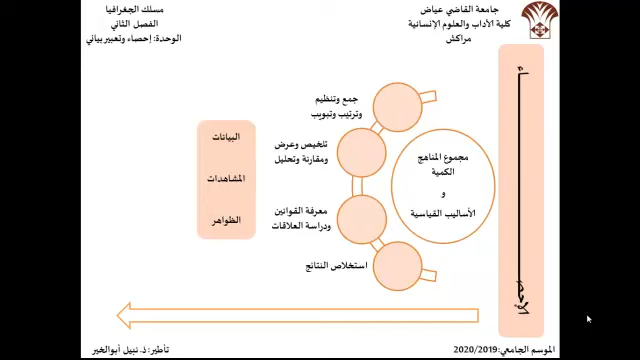 جامعة القاضي عياض
كلية الآداب والعلوم الإنسانية
مراكش
مسلك الجغرافيا
الفصل الثاني
الوحدة: إحصاء وتعبير بياني
الإحصاء
مجموع المناهج
الكمية
و
الأساليب القياسية
جمع وتنظيم
وترتيب وتبويب
تلخيص وعرض
ومقارنة وتحليل
معرفة القوانين
ودراسة العلاقات
استخلاص النتائج
البيانات
المشاهدات
الظواهر
الموسم الجامعي: 2020/2019
تأطير: ذ. نبيل أبوالخير